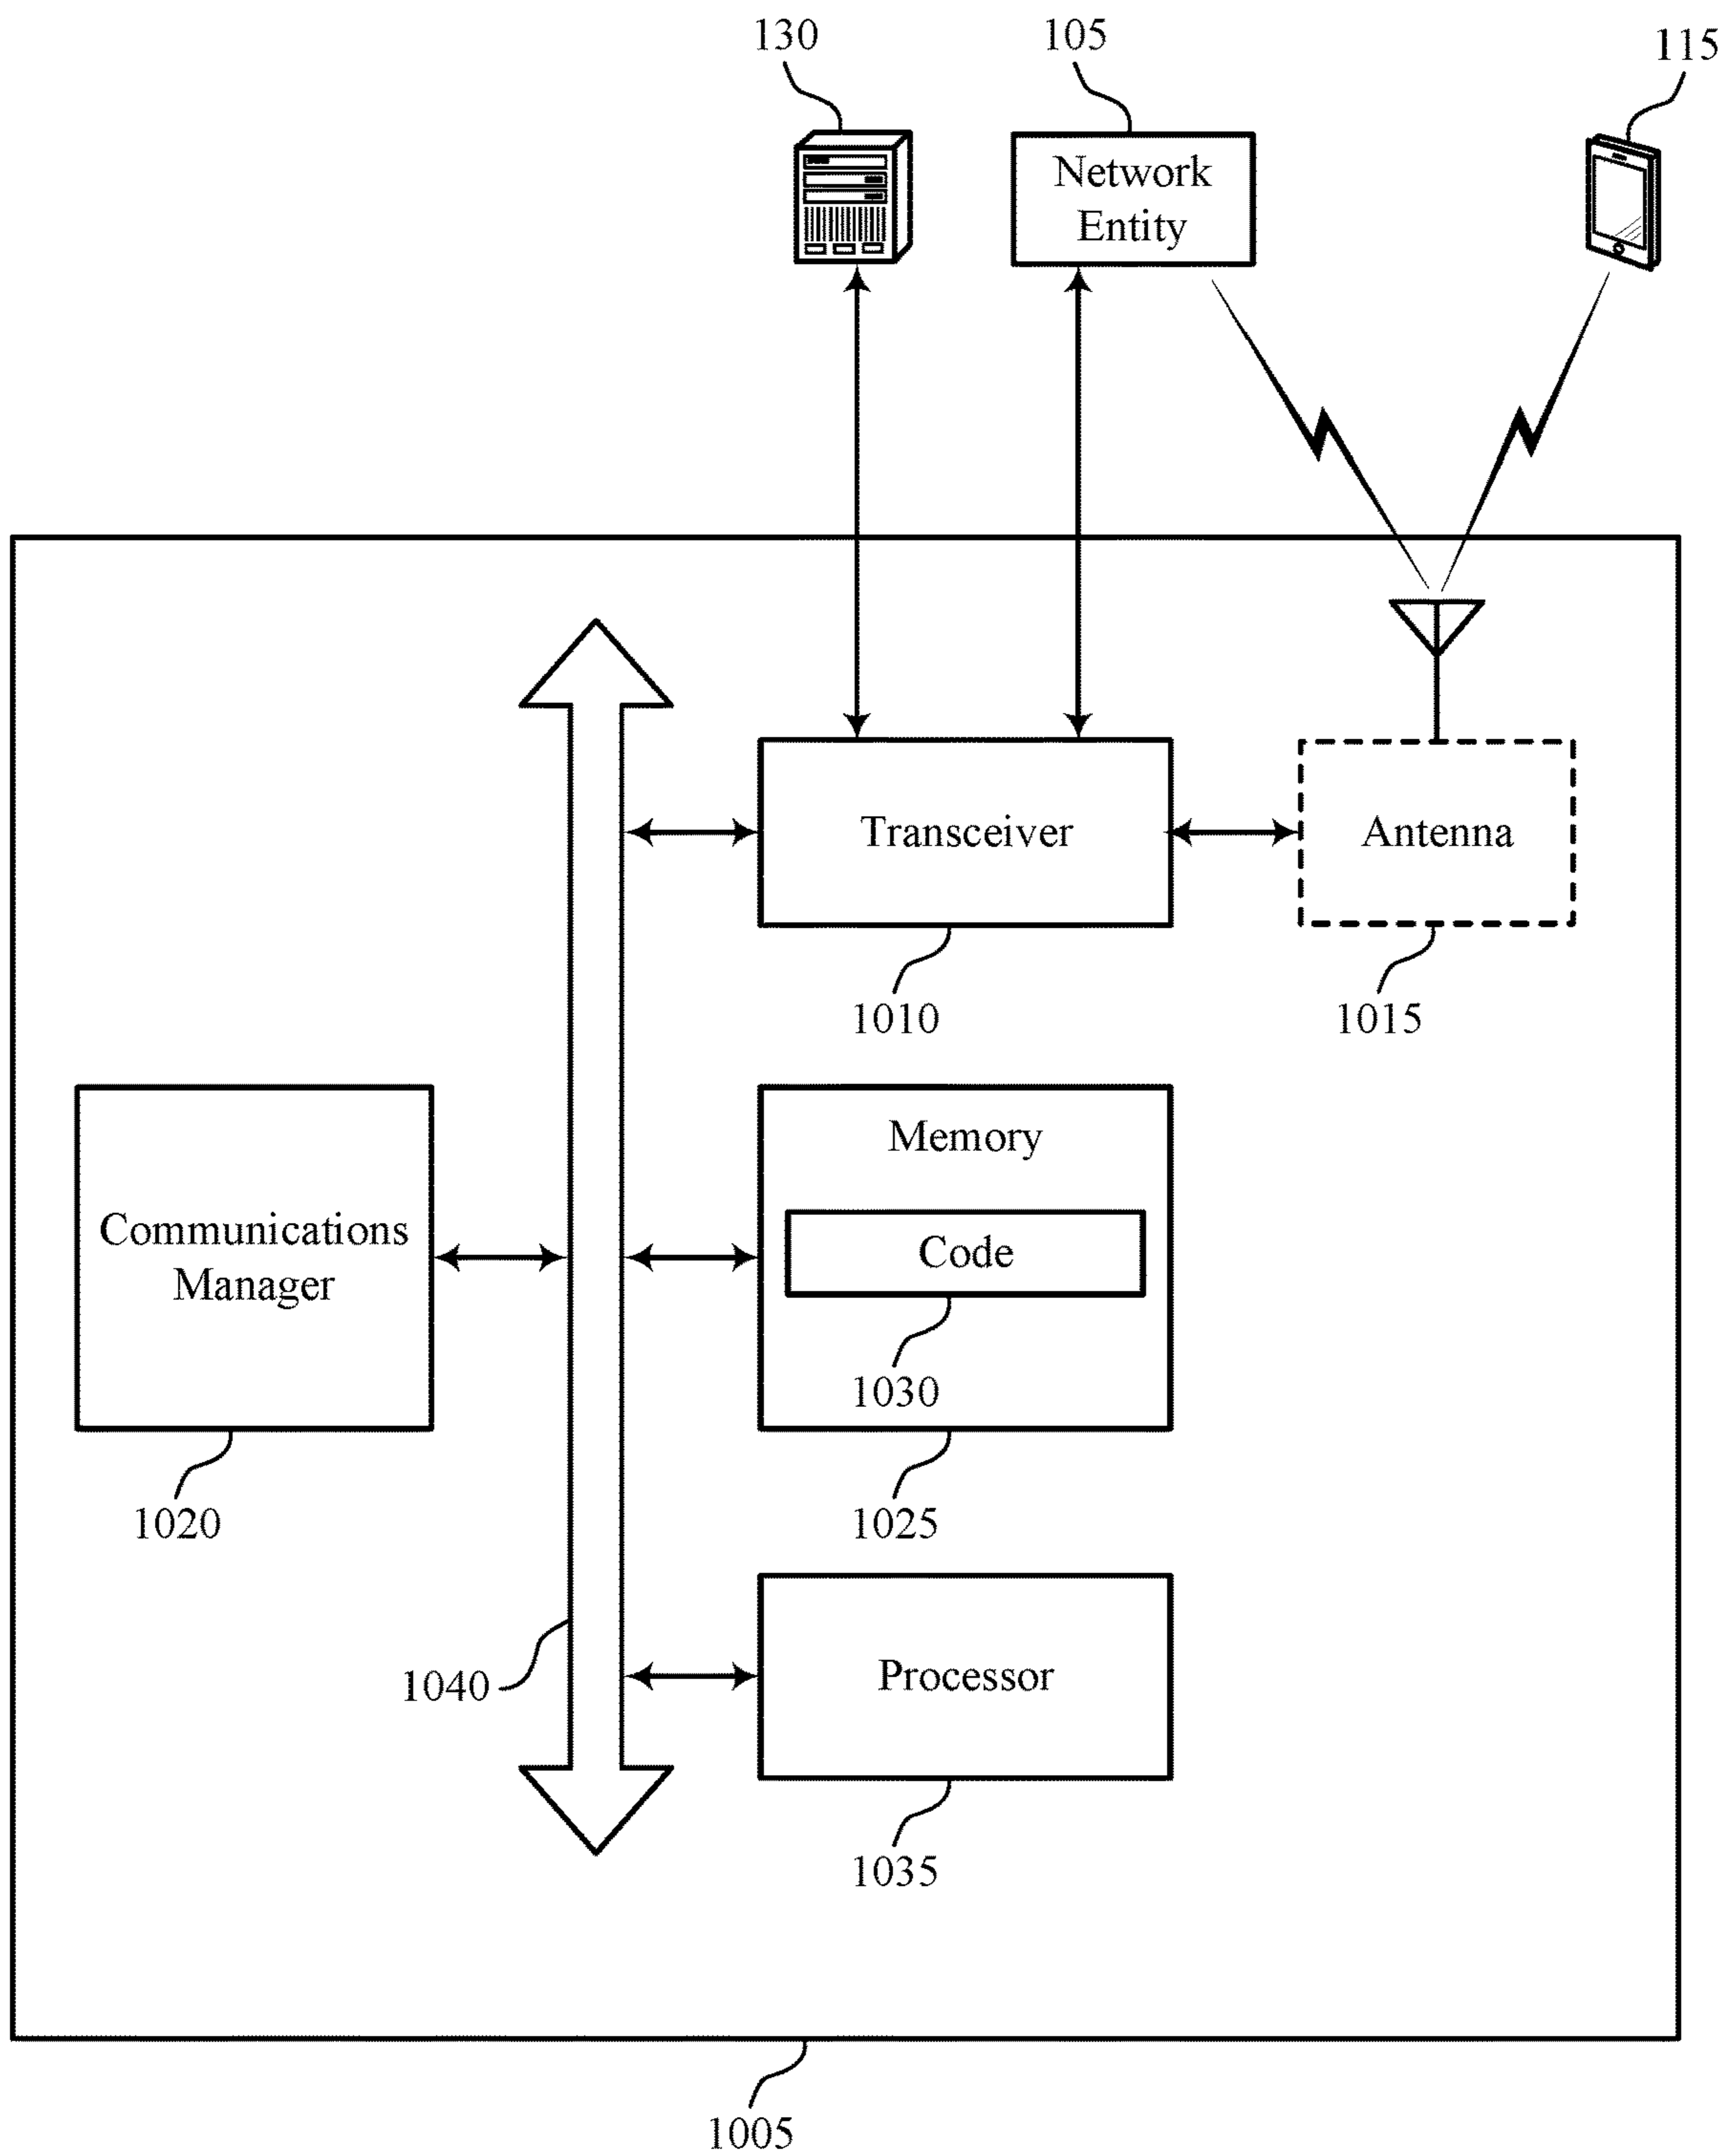 130
105
115
Network
Entity
Transceiver
Antenna
1010
1015
Communications
Manager
Memory
Code
1030
1020
1025
1040
Processor
1035
1005